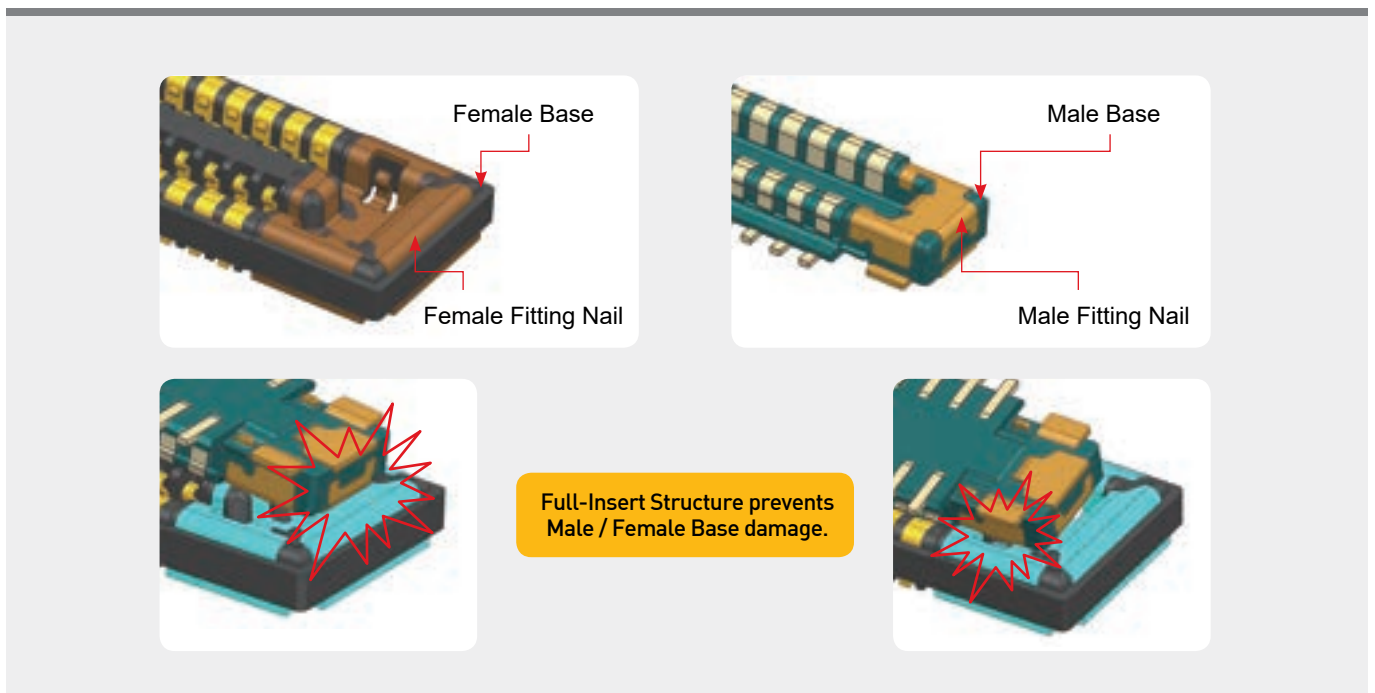 Female Base
Female Fitting Nail
Male Base
Male Fitting Nail
Full-Insert Structure prevents
Male / Female Base damage.